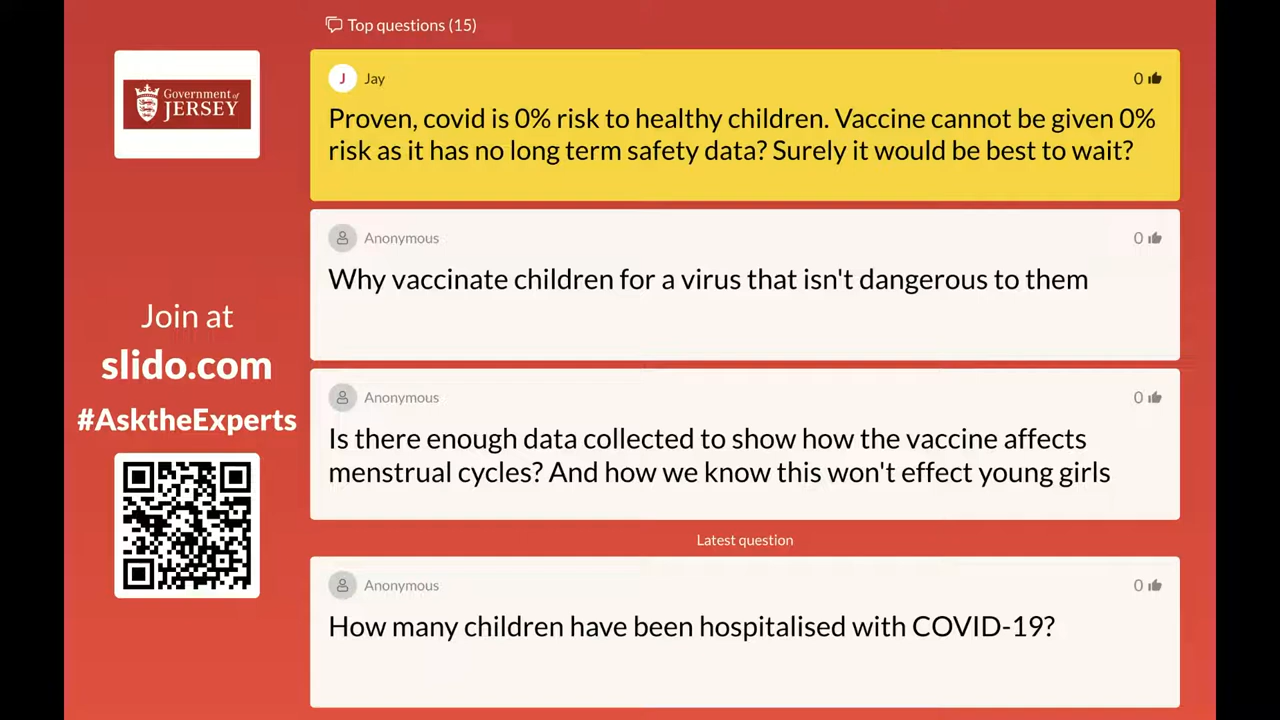 Top questions (15)
Government of
JERSEY
J
Jay
0
Proven, covid is 0% risk to healthy children. Vaccine cannot be given 0%
risk as it has no long term safety data? Surely it would be best to wait?
Anonymous
0
Why vaccinate children for a virus that isn't dangerous to them
Join at
slido.com
#AsktheExperts
Anonymous
0
Is there enough data collected to show how the vaccine affects
menstrual cycles? And how we know this won't effect young girls
Latest question
Anonymous
0
How many children have been hospitalised with COVID-19?